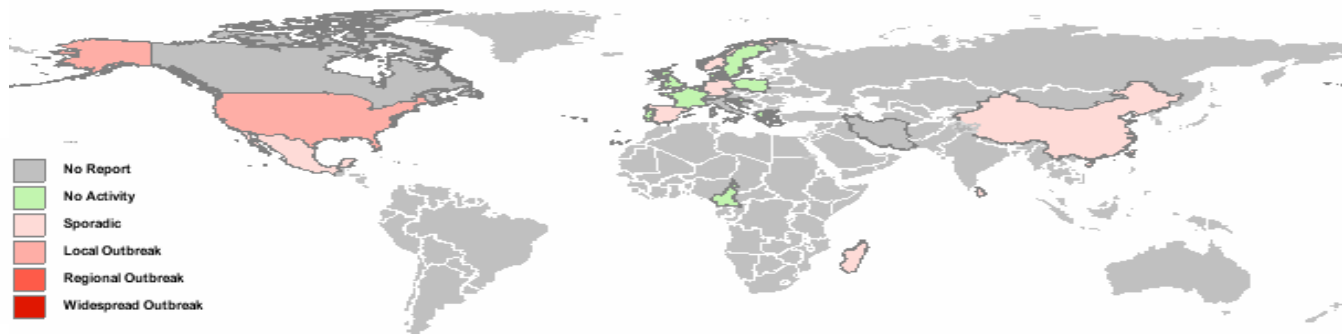 No Report
No Activity
Sporadic
Local Outbreak
Regional Outbreak
Widespread Outbreak